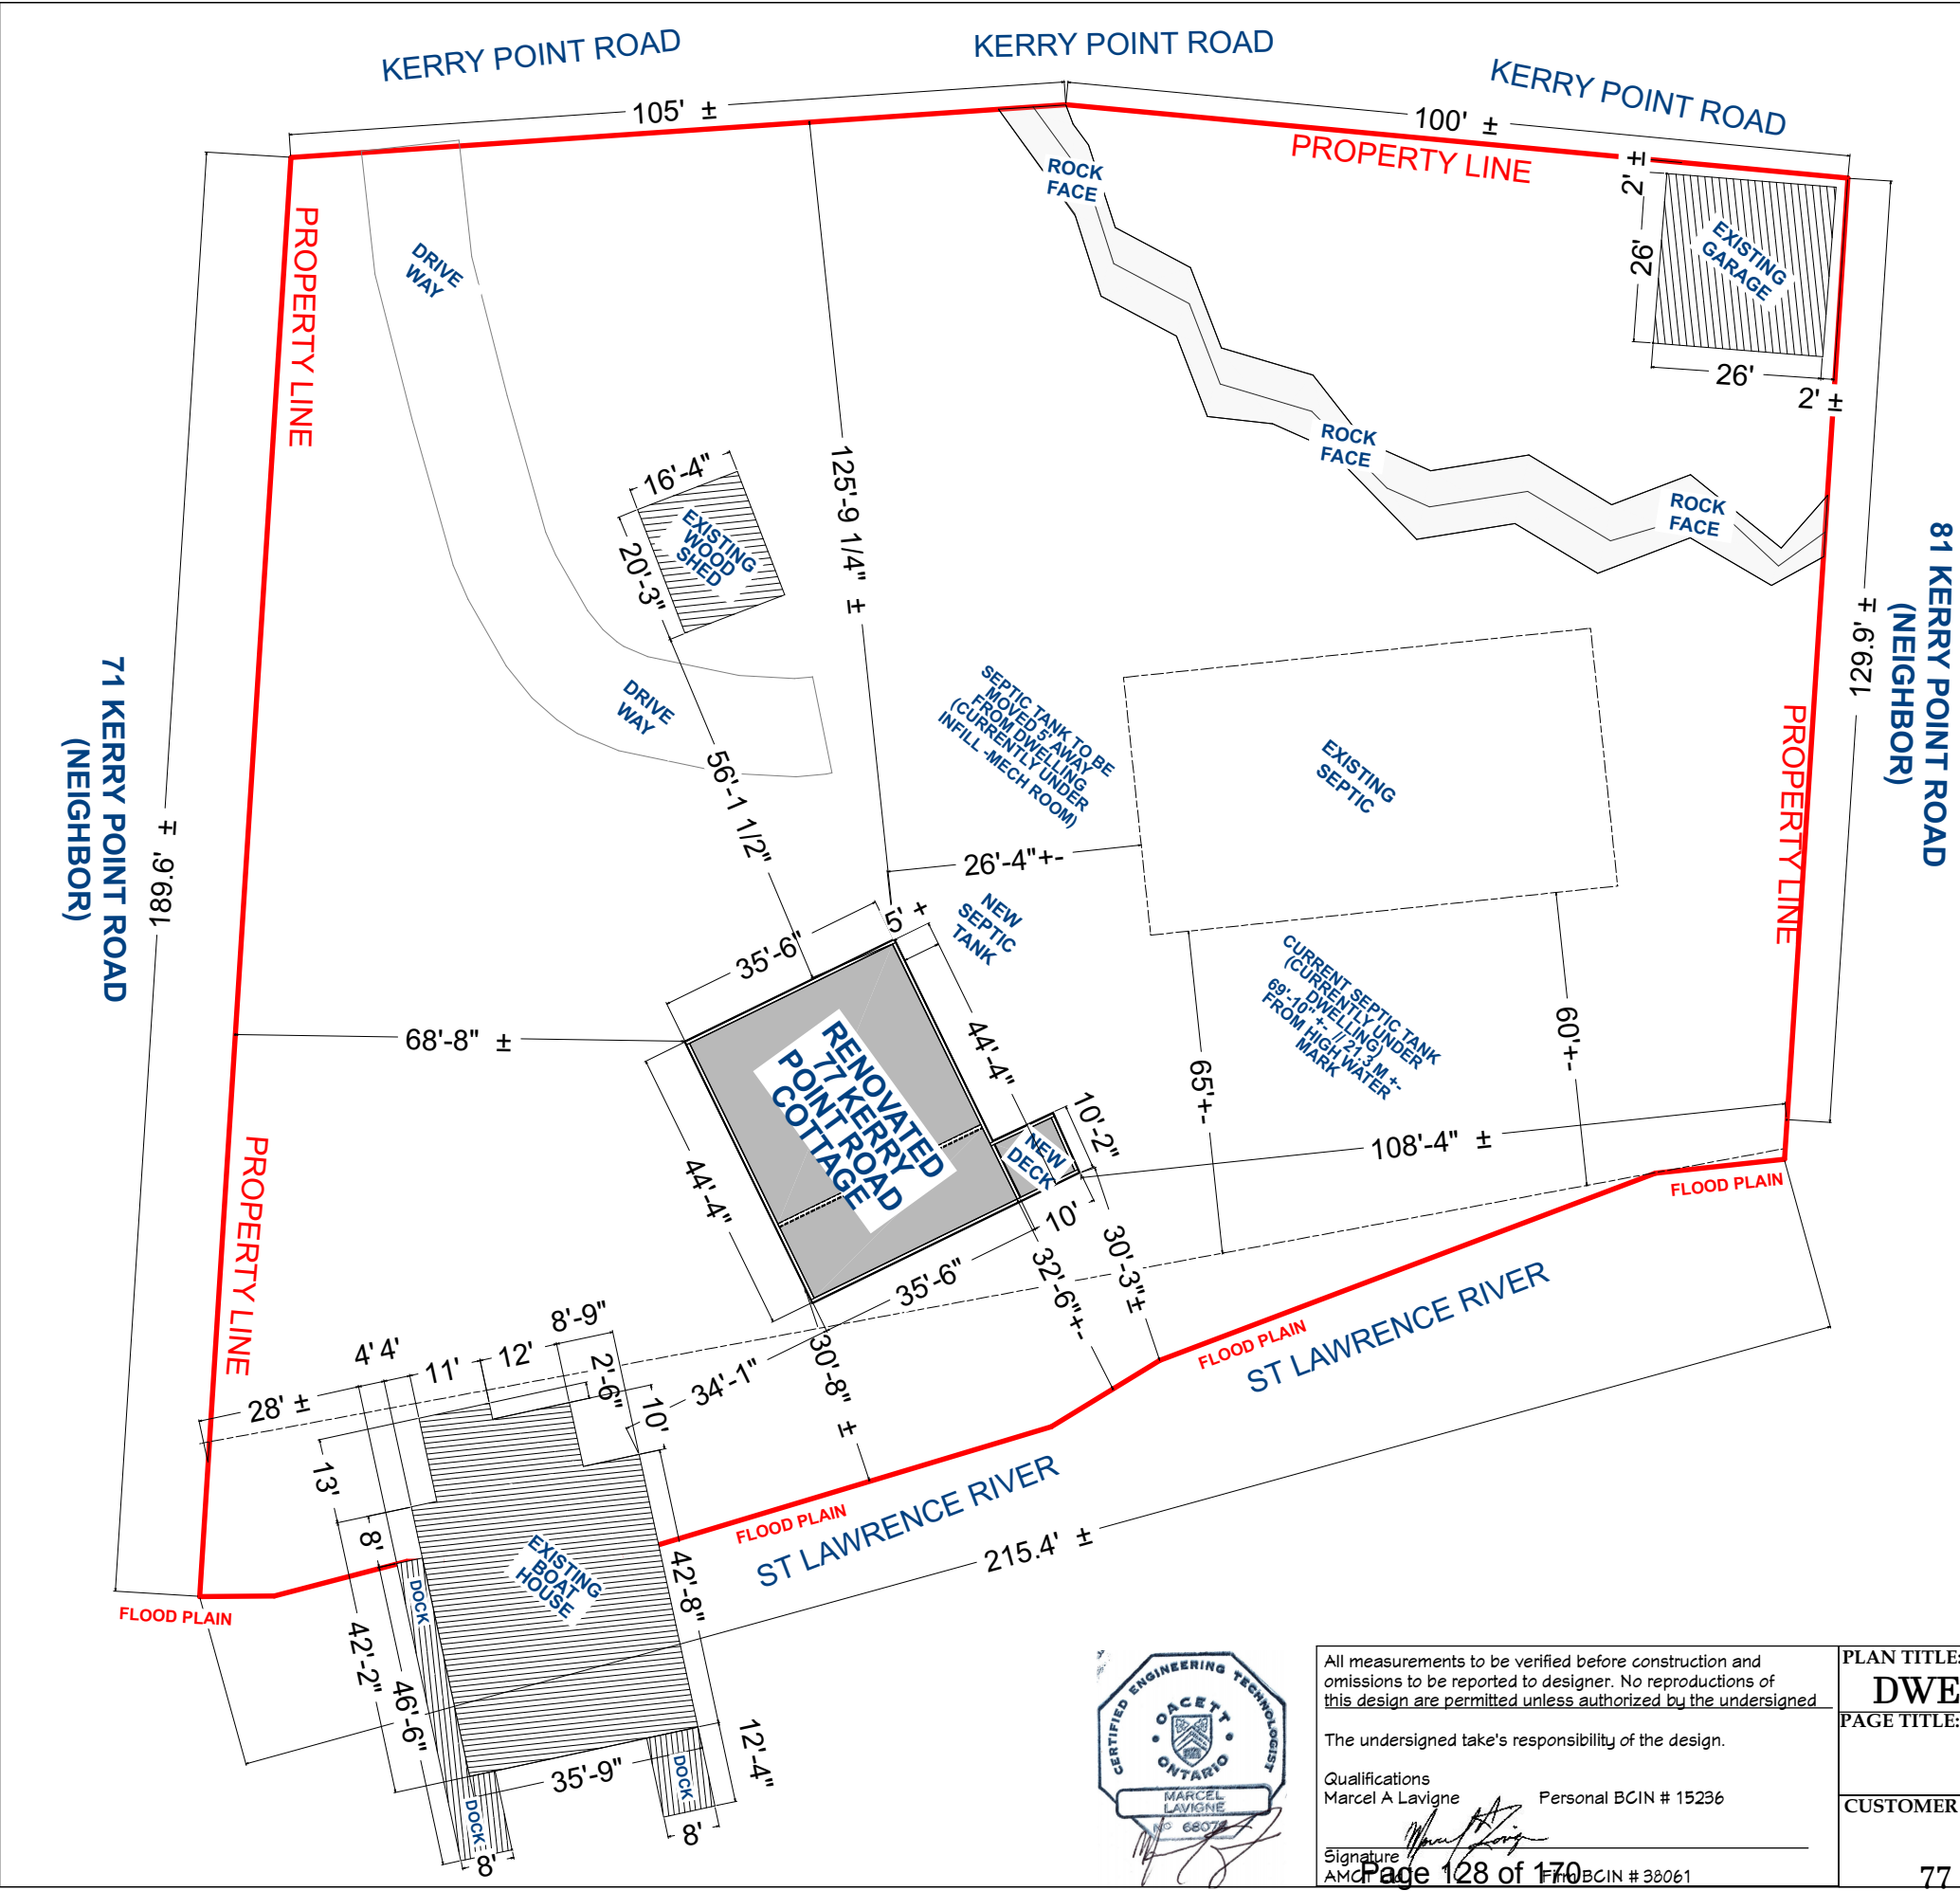 KERRY POINT ROAD
KERRY POINT ROAD
KERRY POINT ROAD
105' ±
100' ±
PROPERTY LINE
2' ±
26'
EXISTING
GARAGE
26'
2' ±
ROCK
FACE
PROPERTY LINE
DRIVE
WAY
ROCK
FACE
ROCK
FACE
16'-4"
20'-3"
EXISTING
WOOD
SHED
125'-9 1/4" ±
81 KERRY POINT ROAD
(NEIGHBOR)
129.9' ±
71 KERRY POINT ROAD
(NEIGHBOR)
189.6' ±
DRIVE
WAY
56'-1 1/2"
SEPTIC TANK TO BE
MOVED 5' AWAY
FROM DWELLING
(CURRENTLY UNDER
INFILL -MECH ROOM)
EXISTING
SEPTIC
PROPERTY LINE
26'-4"+-
NEW
SEPTIC
TANK
5' +
35'-6"
CURRENT SEPTIC TANK
(CURRENTLY UNDER
DWELLING)
69'-10" +- // 21.3 M +-
FROM HIGH WATER
MARK
68'-8" ±
44'-4"
65'+-
60'+-
RENOVATED
77 KERRY
POINT ROAD
COTTAGE
10'-2"
NEW
DECK
108'-4" ±
44'-4"
10'
PROPERTY LINE
FLOOD PLAIN
30'-3"±
32'-6"+-
35'-6"
ST LAWRENCE RIVER
FLOOD PLAIN
30'-8" ±
34'-1"
8'-9"
2'-6"
12'
11'
4' 4'
28' ±
10'
13'
8'
FLOOD PLAIN
ST LAWRENCE RIVER
215.4' ±
EXISTING
BOAT
HOUSE
42'-8"
DOCK
FLOOD PLAIN
42'-2"
46'-6"
35'-9"
12'-4"
DOCK
DOCK
8'
8'
CERTIFIED ENGINEERING TECHNOLOGIST
OACETT
ONTARIO
MARCEL
LAVIGNE
All measurements to be verified before construction and
omissions to be reported to designer. No reproductions of
this design are permitted unless authorized by the undersigned
The undersigned take's responsibility of the design.
Qualifications
Marcel A Lavigne Personal BCIN # 15236
Signature
Page 128 of 170
Firm BCIN # 38061
PLAN TITLE:
DWE
PAGE TITLE:
CUSTOMER
77